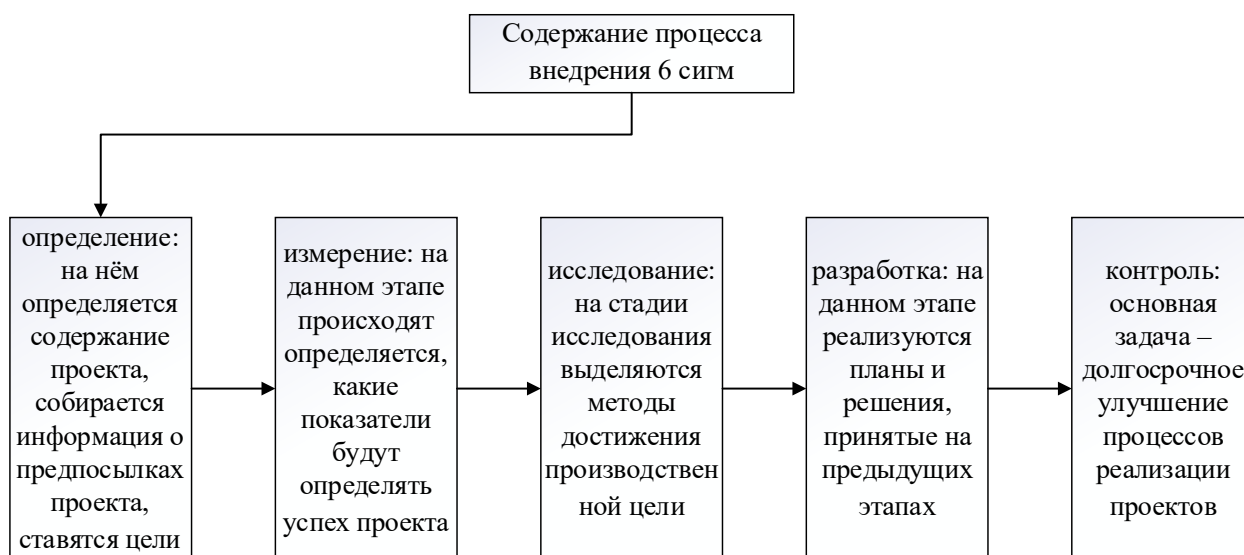 Содержание процесса
внедрения 6 сигм
определение:
на нём
определяется
содержание
проекта,
собирается
информация о
предпосылках
проекта,
ставятся цели
измерение: на
данном этапе
происходят
определяется,
какие
показатели
будут
определять
успех проекта
исследование:
на стадии
исследования
выделяются
методы
достижения
производствен
ной цели
разработка: на
данном этапе
реализуются
планы и
решения,
принятые на
предыдущих
этапах
контроль:
основная
задача –
долгосрочное
улучшение
процессов
реализации
проектов